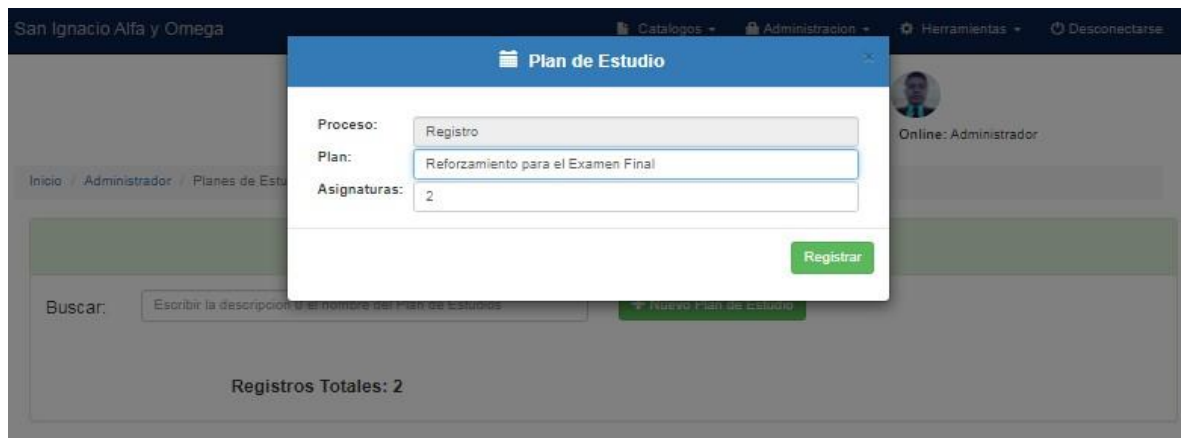 San Ignacio Alfa y Omega
Catalogos
Administracion
Herramientas
Desconectarse
Plan de Estudio
×
Proceso:
Registro
Online: Administrador
Plan:
Reforzamiento para el Examen Final
Inicio / Administrador / Planes de Estu
Asignaturas:
2
Registrar
Buscar:
Escribir la descripcion o el nombre del Plan de Estudios
+ Nuevo Plan de Estudio
Registros Totales: 2